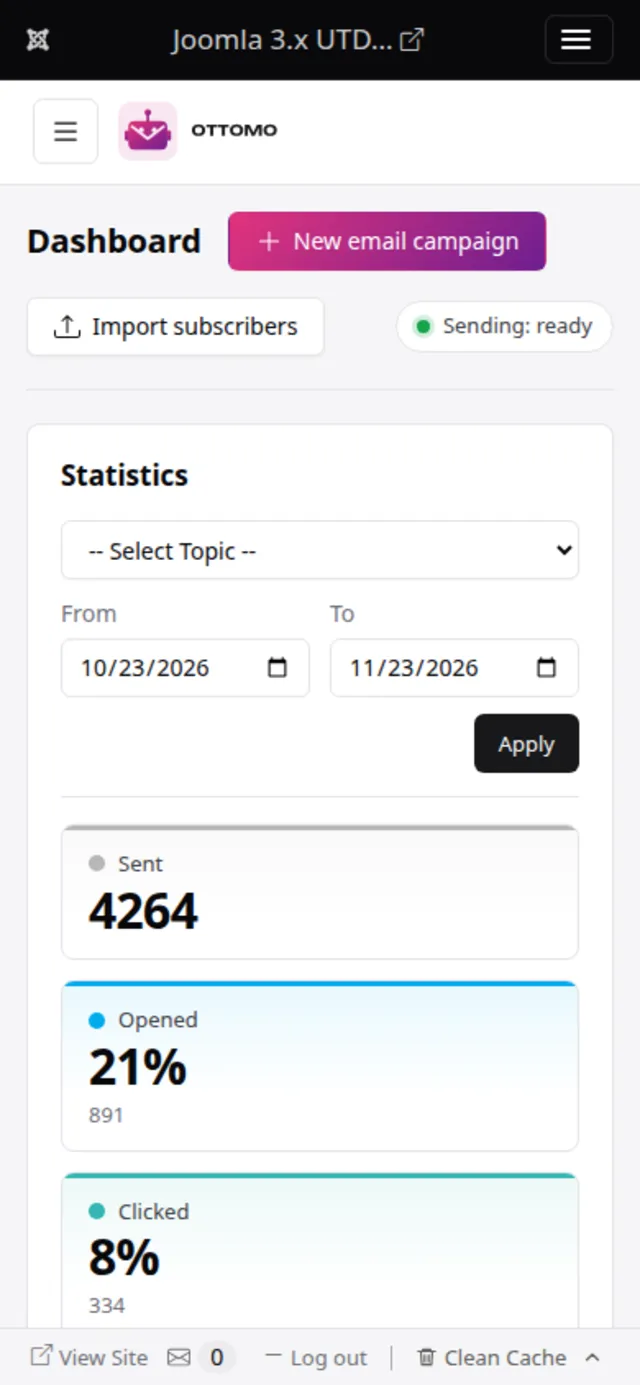 Joomla 3.x UTD...
OTTOMO
Dashboard
New email campaign
Import subscribers
Sending: ready
Statistics
-- Select Topic --
From To
10/23/2026 11/23/2026
Apply
Sent
4264
Opened
21%
891
Clicked
8%
334
View Site 0 Log out Clean Cache